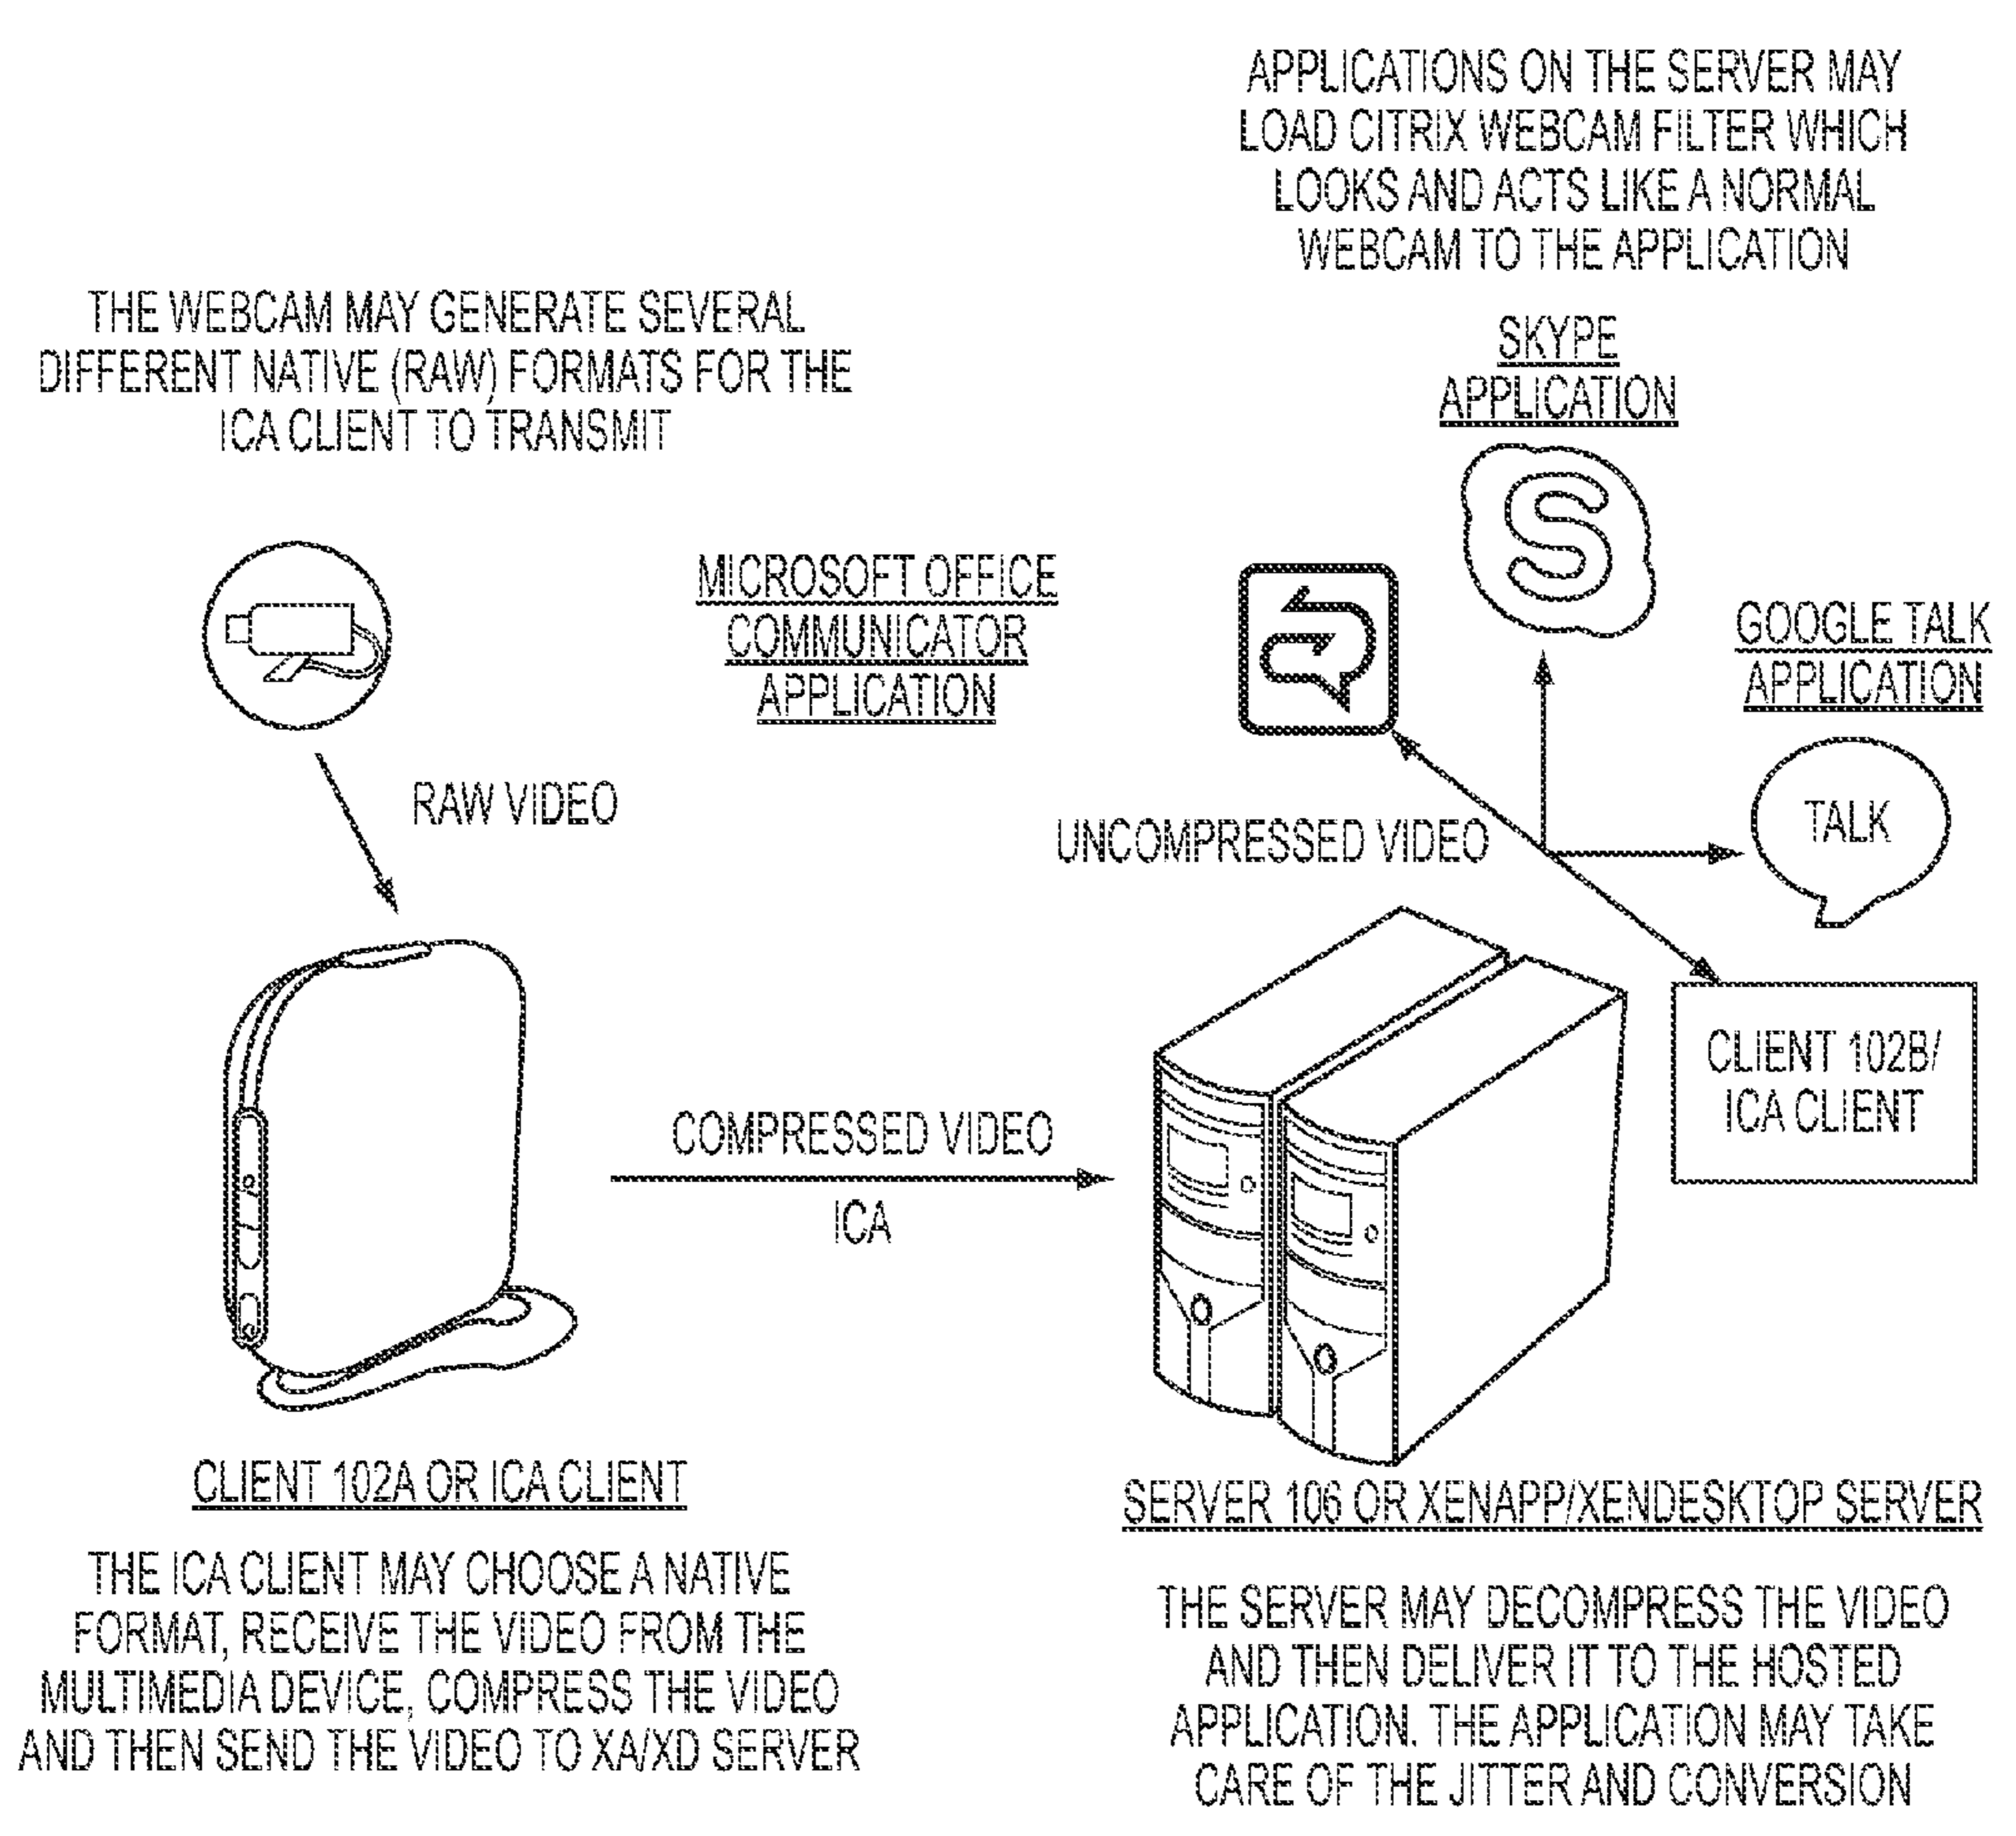 APPLICATIONS ON THE SERVER MAY
LOAD CITRIX WEBCAM FILTER WHICH
LOOKS AND ACTS LIKE A NORMAL
WEBCAM TO THE APPLICATION
THE WEBCAM MAY GENERATE SEVERAL
DIFFERENT NATIVE (RAW) FORMATS FOR THE
ICA CLIENT TO TRANSMIT
SKYPE
APPLICATION
S
MICROSOFT OFFICE
COMMUNICATOR
APPLICATION
GOOGLE TALK
APPLICATION
TALK
RAW VIDEO
UNCOMPRESSED VIDEO
CLIENT 102B/
ICA CLIENT
COMPRESSED VIDEO
ICA
CLIENT 102A OR ICA CLIENT
THE ICA CLIENT MAY CHOOSE A NATIVE
FORMAT, RECEIVE THE VIDEO FROM THE
MULTIMEDIA DEVICE, COMPRESS THE VIDEO
AND THEN SEND THE VIDEO TO XA/XD SERVER
SERVER 106 OR XENAPP/XENDESKTOP SERVER
THE SERVER MAY DECOMPRESS THE VIDEO
AND THEN DELIVER IT TO THE HOSTED
APPLICATION. THE APPLICATION MAY TAKE
CARE OF THE JITTER AND CONVERSION